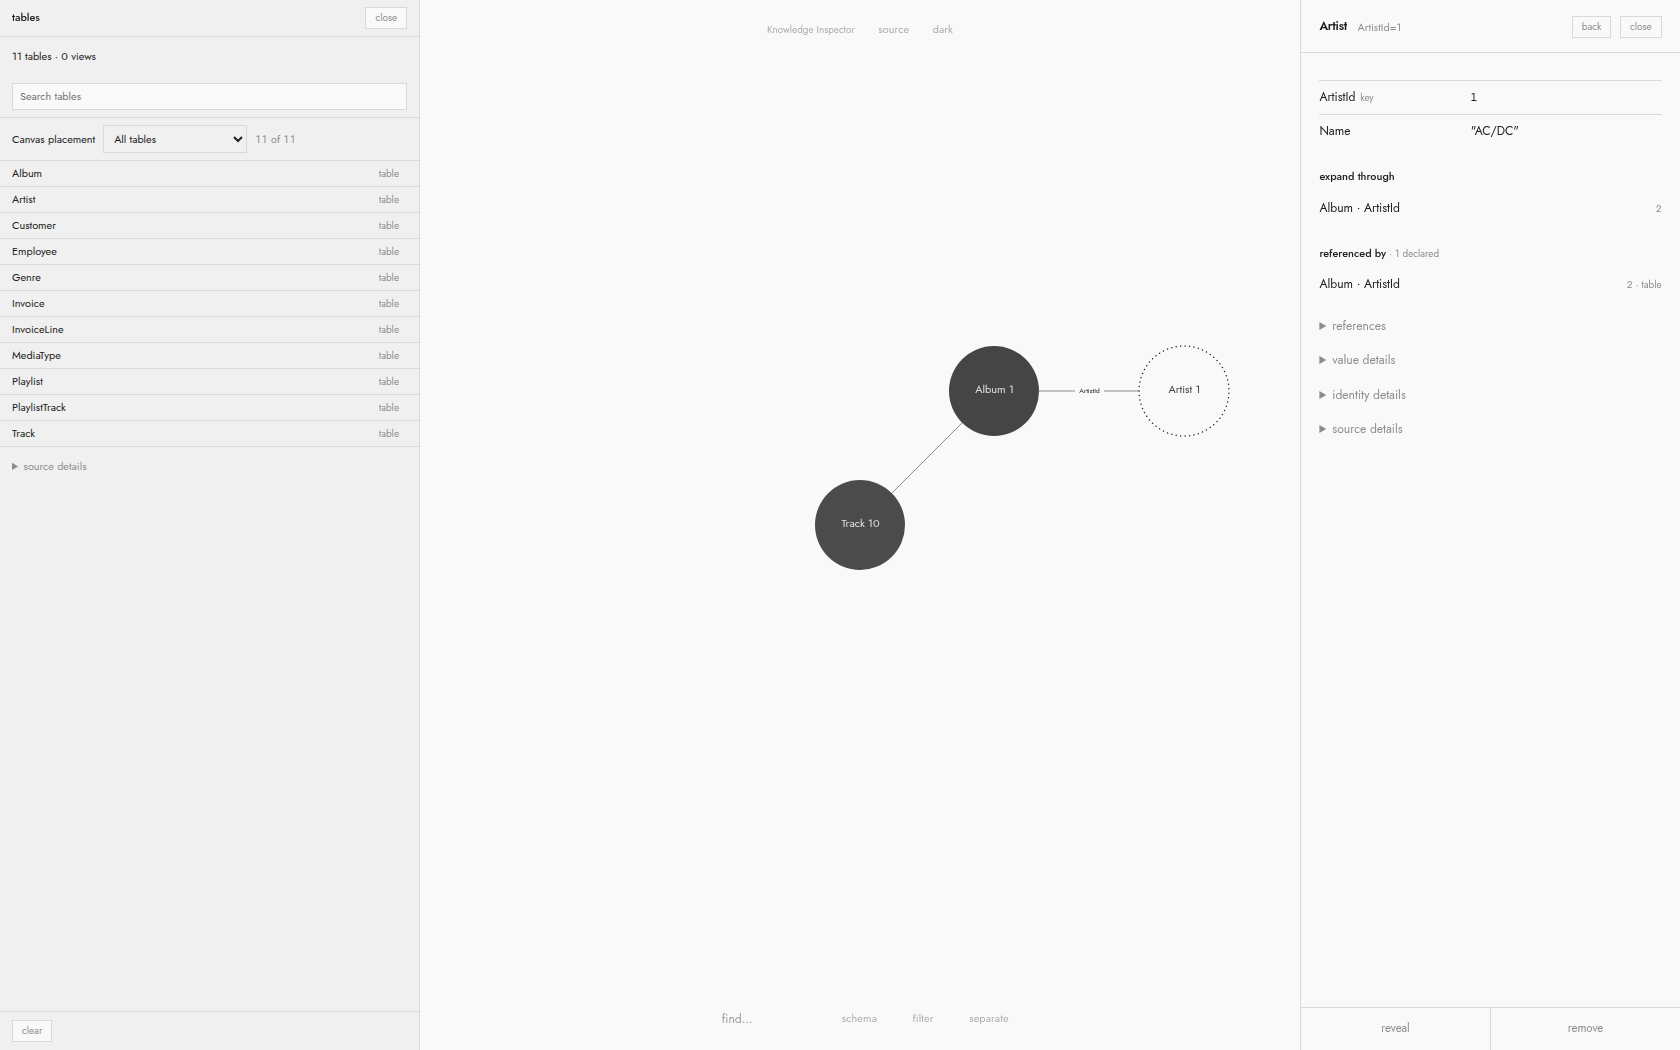 tables close
11 tables · 0 views
Search tables
Canvas placement All tables 11 of 11
Album table
Artist table
Customer table
Employee table
Genre table
Invoice table
InvoiceLine table
MediaType table
Playlist table
PlaylistTrack table
Track table
source details
clear
Knowledge Inspector source dark
Album 1
ArtistId
Artist 1
Track 10
find... schema filter separate
Artist ArtistId=1 back close
ArtistId key 1
Name "AC/DC"
expand through
Album · ArtistId 2
referenced by · 1 declared
Album · ArtistId 2 · table
references
value details
identity details
source details
reveal remove